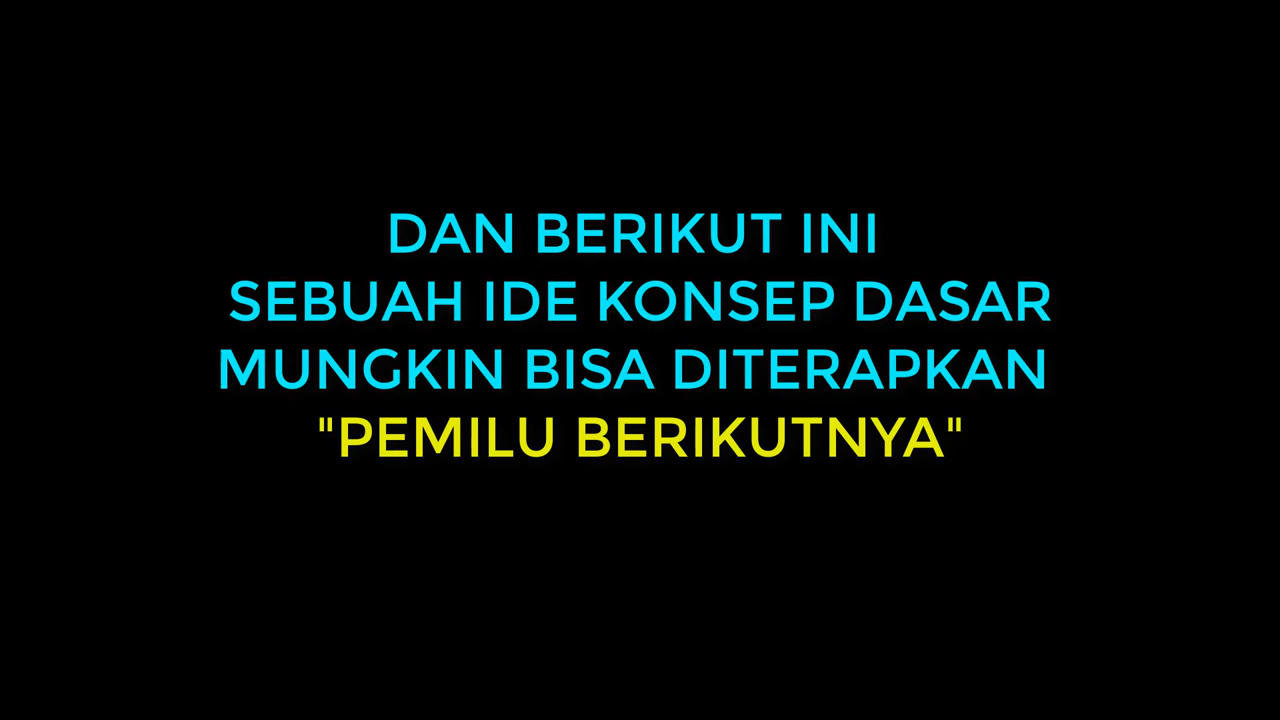 DAN BERIKUT INI
SEBUAH IDE KONSEP DASAR
MUNGKIN BISA DITERAPKAN
"PEMILU BERIKUTNYA"